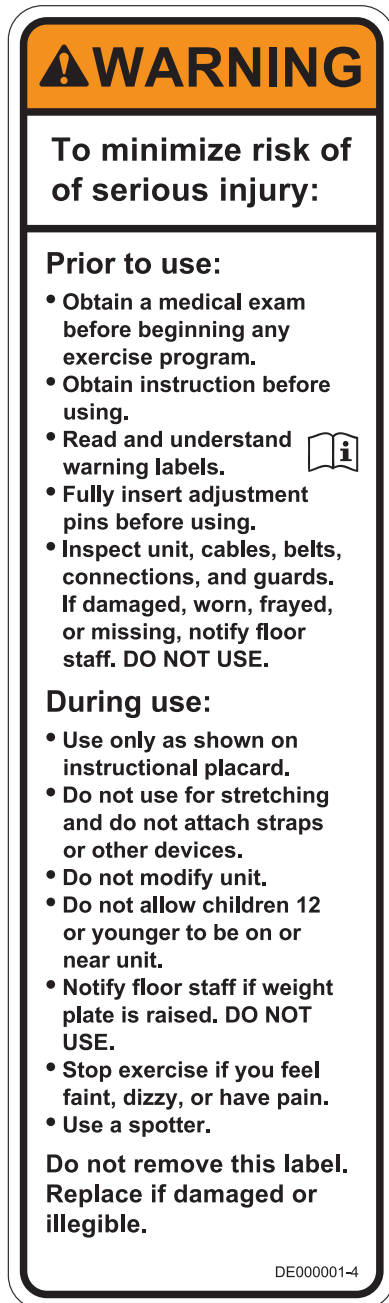 WARNING
To minimize risk of
of serious injury:
Prior to use:
• Obtain a medical exam
before beginning any
exercise program.
• Obtain instruction before
using.
• Read and understand
warning labels.
• Fully insert adjustment
pins before using.
• Inspect unit, cables, belts,
connections, and guards.
If damaged, worn, frayed,
or missing, notify floor
staff. DO NOT USE.
During use:
• Use only as shown on
instructional placard.
• Do not use for stretching
and do not attach straps
or other devices.
• Do not modify unit.
• Do not allow children 12
or younger to be on or
near unit.
• Notify floor staff if weight
plate is raised. DO NOT
USE.
• Stop exercise if you feel
faint, dizzy, or have pain.
• Use a spotter.
Do not remove this label.
Replace if damaged or
illegible.
DE000001-4